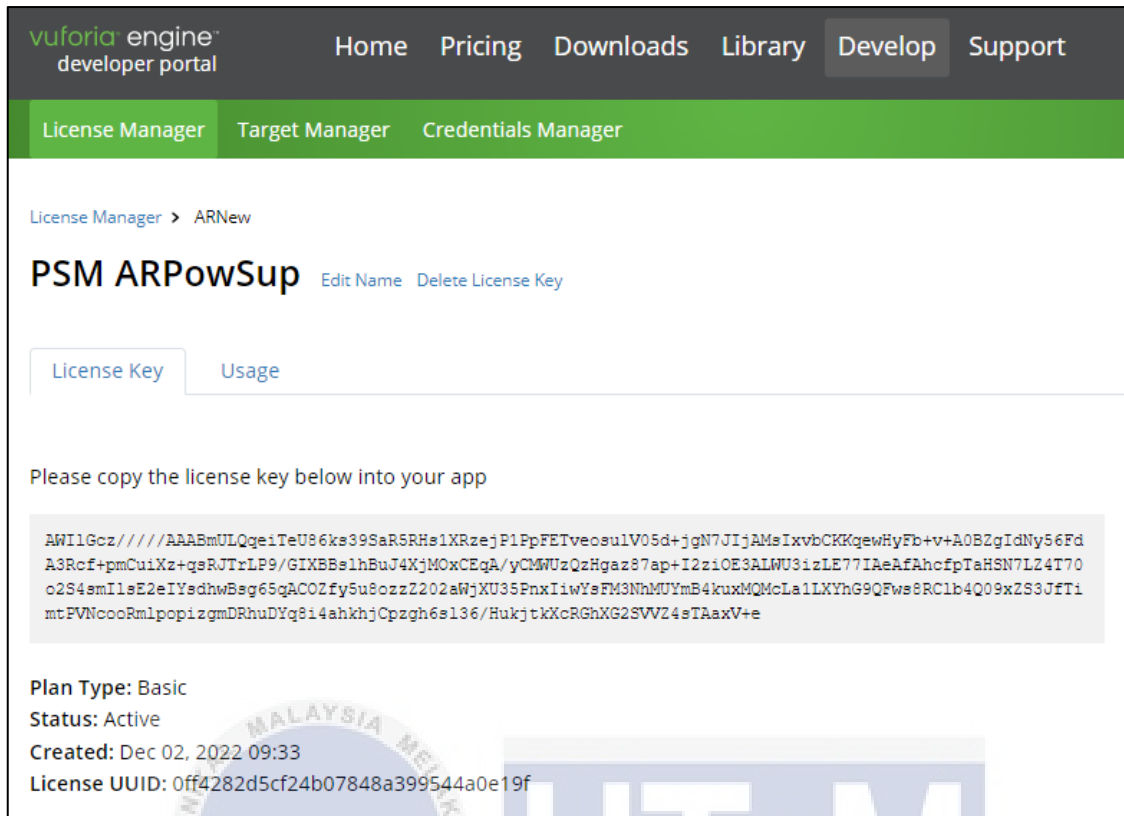 vuforia engine™
developer portal
Home Pricing Downloads Library Develop Support
License Manager Target Manager Credentials Manager
License Manager > ARNew
PSM ARPowSup Edit Name Delete License Key
License Key Usage
Please copy the license key below into your app
AWIlGcz/////AAABmULQqeiTeU86ks39SaR5RHs1XRzejP1PpFETveosulV05d+jgN7JIjAMsIxvbCKKqewHyFb+v+A0BZgIdNy56Fd
A3Rcf+pmCuiXz+qsRJTrLP9/GIXBBslhBuJ4XjMOxCEqA/yCMWUzQzHgaz87ap+I2ziOE3ALWU3izLE77IAeAfAhcfpTaHSN7LZ4T70
o2S4smIlsE2eIYsdhwBsg65qACOZfy5u8ozzZ202aWjXU35PnxIiwYsFM3NhMUYmB4kuxMQMcLa1LXYhG9QFws8RClb4Q09xZS3JfTi
mtPVNcooRmlpopizgmDRhuDYq8i4ahkhjCpzgh6sl36/HukjtkXcRGhXG2SVVZ4sTAaxV+e
Plan Type: Basic
Status: Active
Created: Dec 02, 2022 09:33
License UUID: 0ff4282d5cf24b07848a399544a0e19f
MALAYSIA